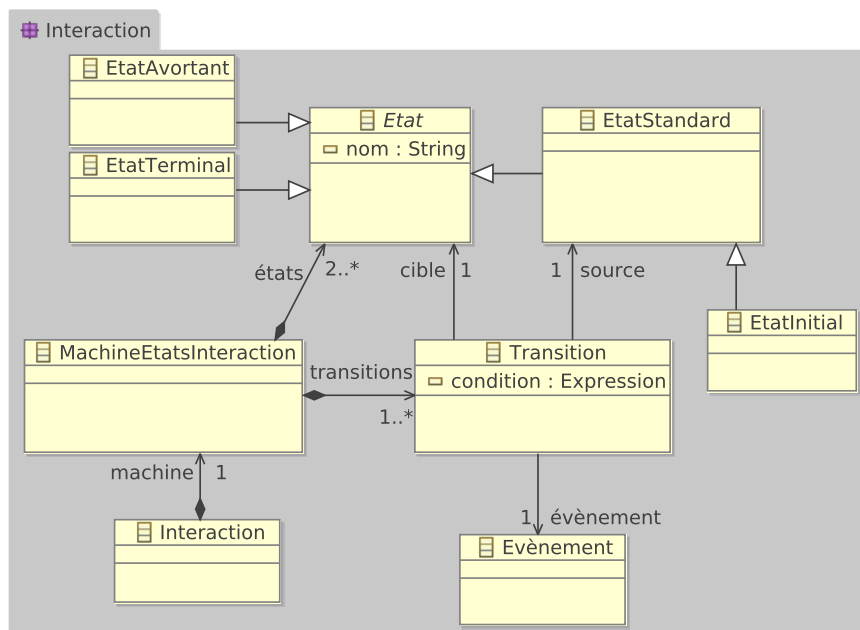 Interaction
EtatAvortant
EtatTerminal
Etat
nom : String
EtatStandard
états
2..*
cible
1
1
source
EtatInitial
MachineEtatsInteraction
transitions
1..*
Transition
condition : Expression
machine
1
Interaction
1
évènement
Evènement